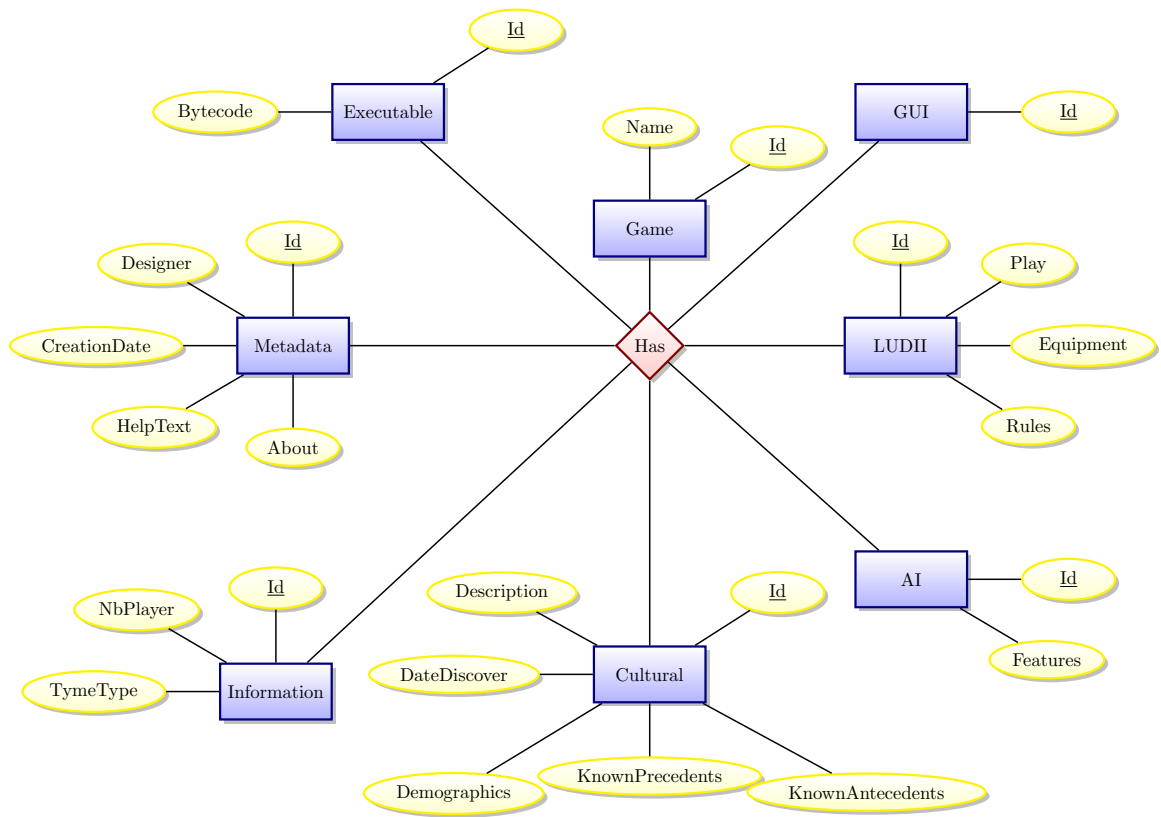 Id
Bytecode
Executable
GUI
Id
Name
Id
Game
Designer
Id
Id
Play
CreationDate
Metadata
Has
LUDII
Equipment
HelpText
About
Rules
NbPlayer
Id
Description
Id
AI
Id
TymeType
Information
DateDiscover
Cultural
Features
Demographics
KnownPrecedents
KnownAntecedents